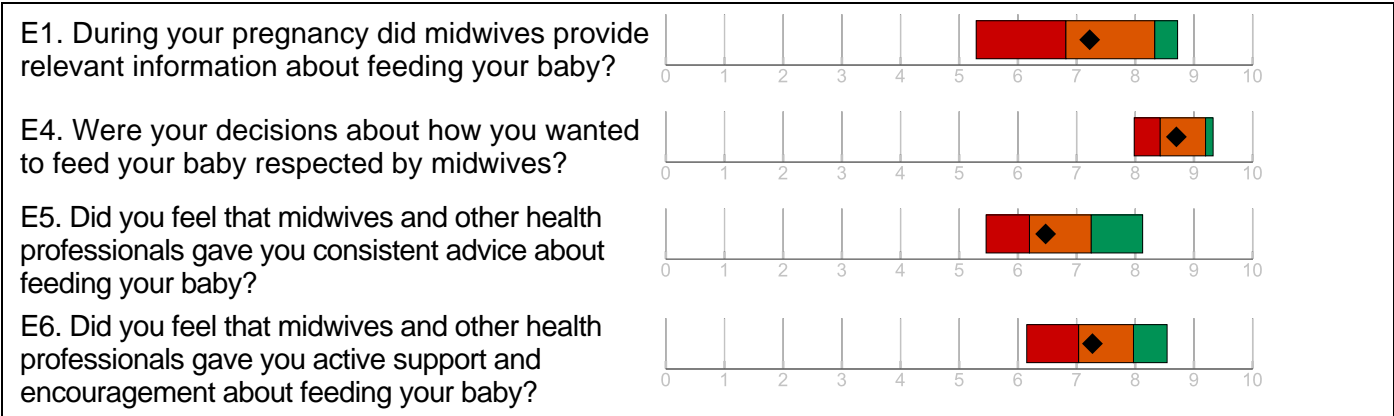 E1. During your pregnancy did midwives provide
relevant information about feeding your baby?
0 1 2 3 4 5 6 7 8 9 10
E4. Were your decisions about how you wanted
to feed your baby respected by midwives?
0 1 2 3 4 5 6 7 8 9 10
E5. Did you feel that midwives and other health
professionals gave you consistent advice about
feeding your baby?
0 1 2 3 4 5 6 7 8 9 10
E6. Did you feel that midwives and other health
professionals gave you active support and
encouragement about feeding your baby?
0 1 2 3 4 5 6 7 8 9 10